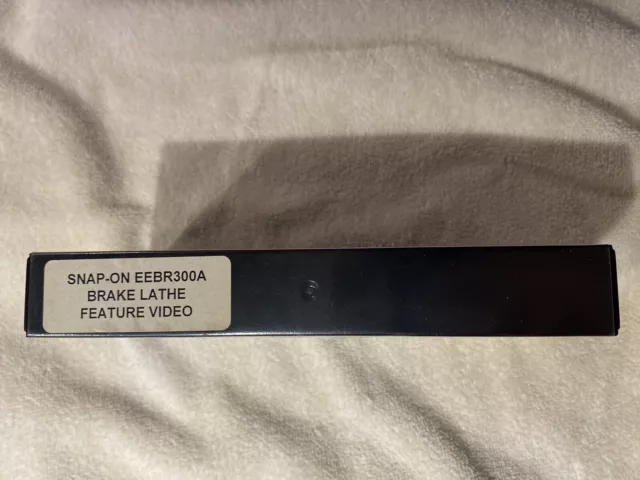 SNAP-ON EEBR300A
BRAKE LATHE
FEATURE VIDEO